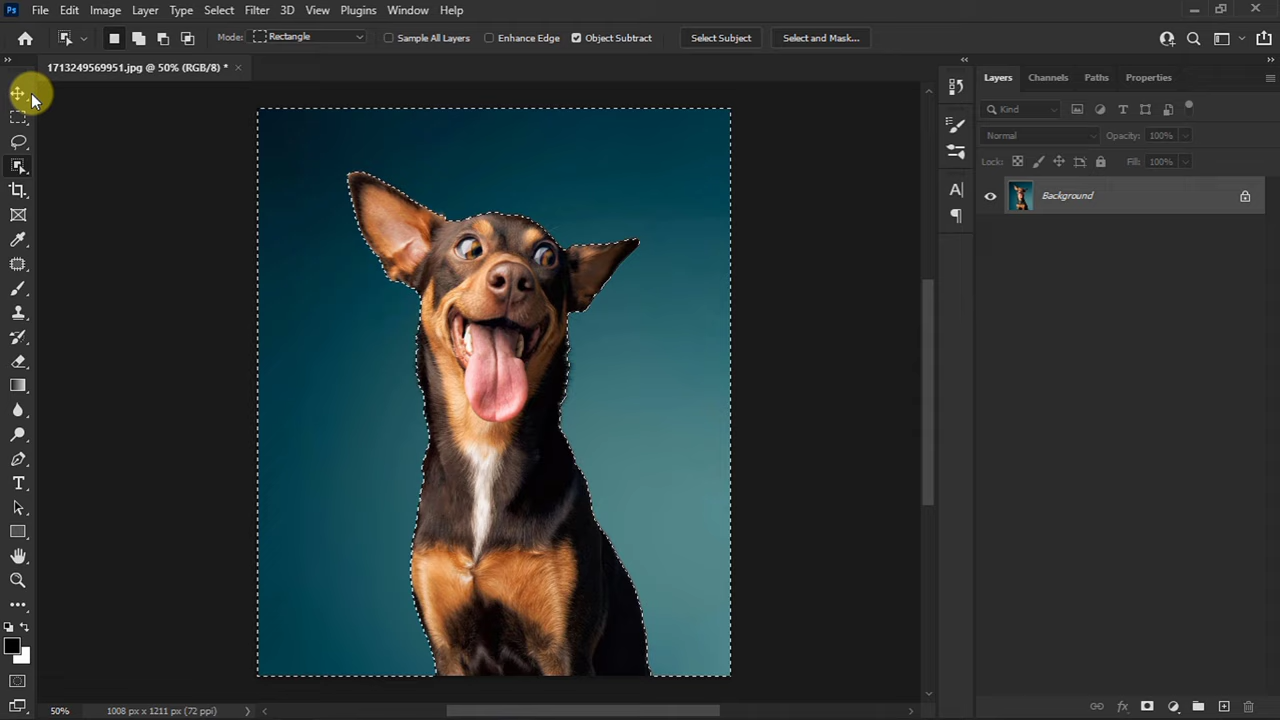 Ps File Edit Image Layer Type Select Filter 3D View Plugins Window Help
Mode: Rectangle Sample All Layers Enhance Edge Object Subtract Select Subject Select and Mask...
1713249569951.jpg @ 50% (RGB/8) * ×
Layers Channels Paths Properties
Kind
Normal Opacity: 100%
Lock: Fill: 100%
Background
50% 1008 px x 1211 px (72 ppi)